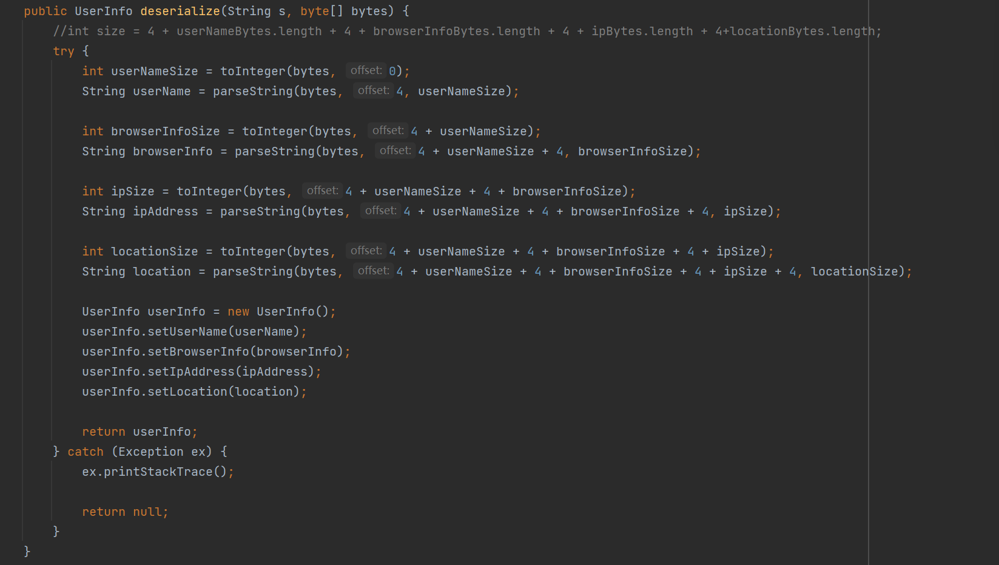 public UserInfo deserialize(String s, byte[] bytes) {
//int size = 4 + userNameBytes.length + 4 + browserInfoBytes.length + 4 + ipBytes.length + 4+locationBytes.length;
try {
int userNameSize = toInteger(bytes, offset: 0);
String userName = parseString(bytes, offset: 4, userNameSize);
int browserInfoSize = toInteger(bytes, offset: 4 + userNameSize);
String browserInfo = parseString(bytes, offset: 4 + userNameSize + 4, browserInfoSize);
int ipSize = toInteger(bytes, offset: 4 + userNameSize + 4 + browserInfoSize);
String ipAddress = parseString(bytes, offset: 4 + userNameSize + 4 + browserInfoSize + 4, ipSize);
int locationSize = toInteger(bytes, offset: 4 + userNameSize + 4 + browserInfoSize + 4 + ipSize);
String location = parseString(bytes, offset: 4 + userNameSize + 4 + browserInfoSize + 4 + ipSize + 4, locationSize);
UserInfo userInfo = new UserInfo();
userInfo.setUserName(userName);
userInfo.setBrowserInfo(browserInfo);
userInfo.setIpAddress(ipAddress);
userInfo.setLocation(location);
return userInfo;
} catch (Exception ex) {
ex.printStackTrace();
return null;
}
}